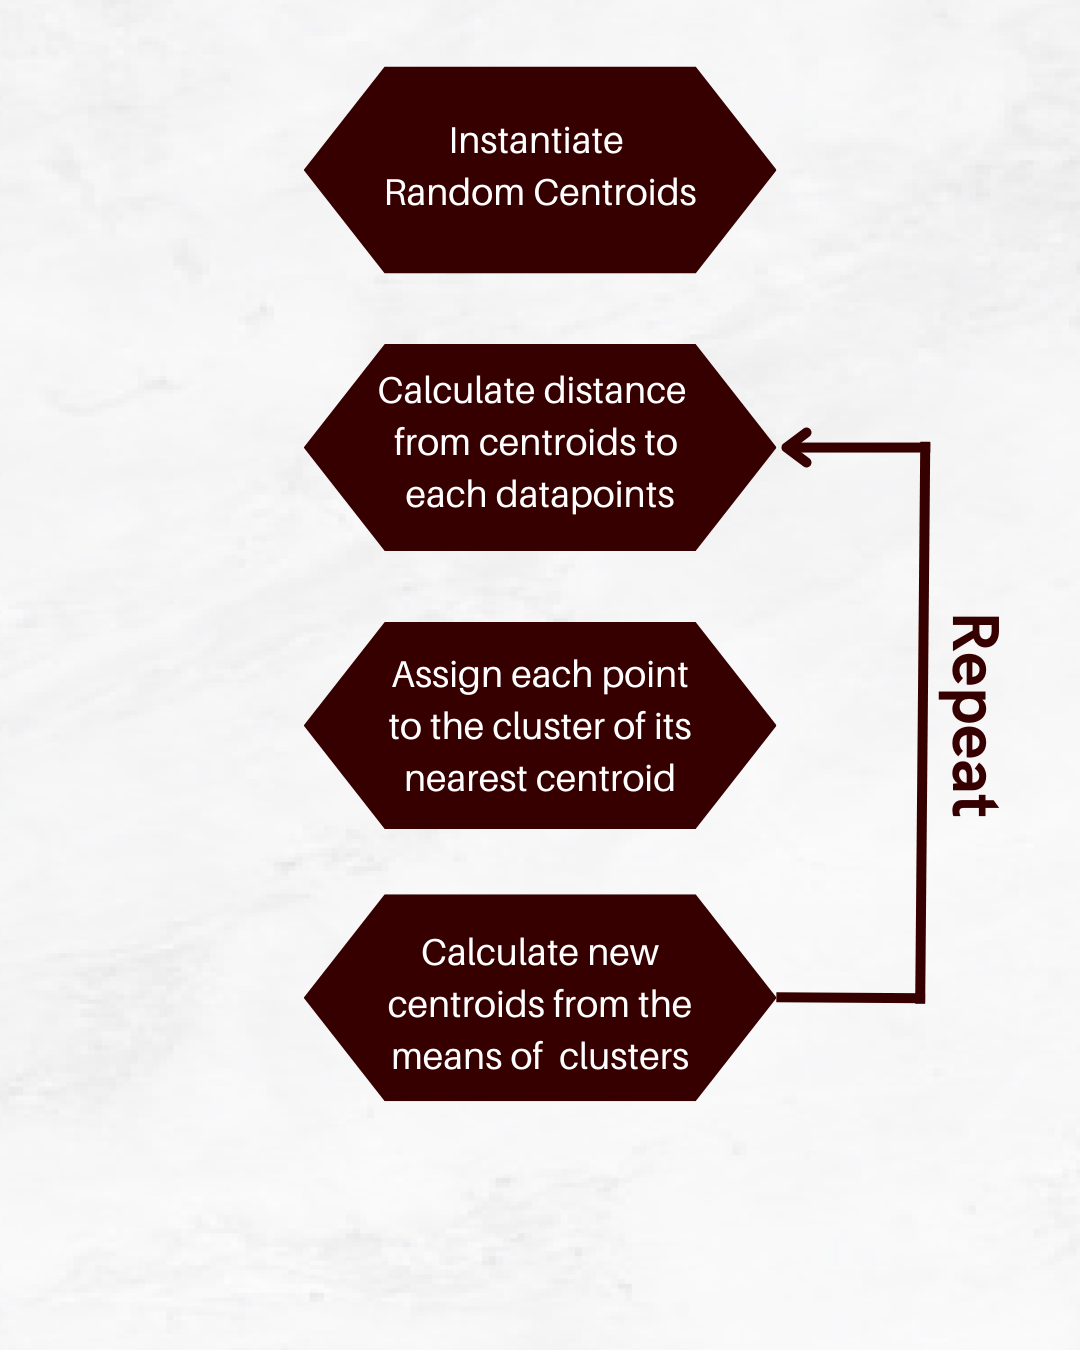 Instantiate
Random Centroids
Calculate distance
from centroids to
each datapoints
Repeat
Assign each point
to the cluster of its
nearest centroid
Calculate new
centroids from the
means of  clusters